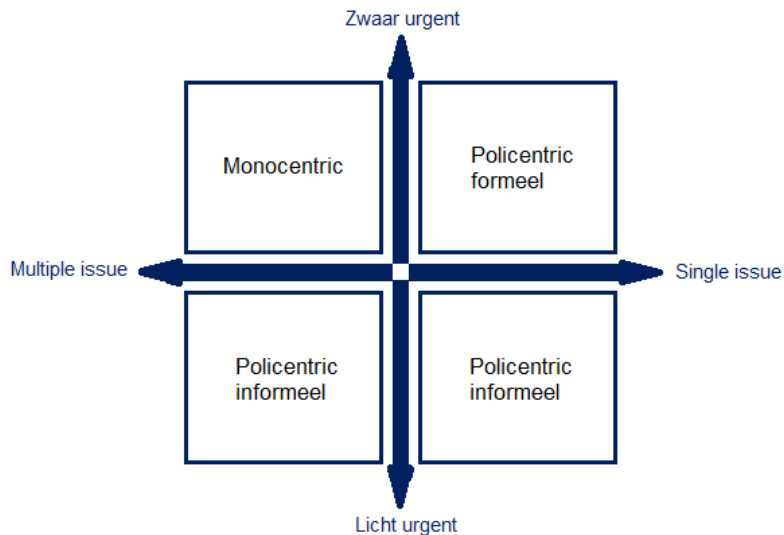 Zwaar urgent
Monocentric
Policentric
formeel
Multiple issue
Single issue
Policentric
informeel
Policentric
informeel
Licht urgent